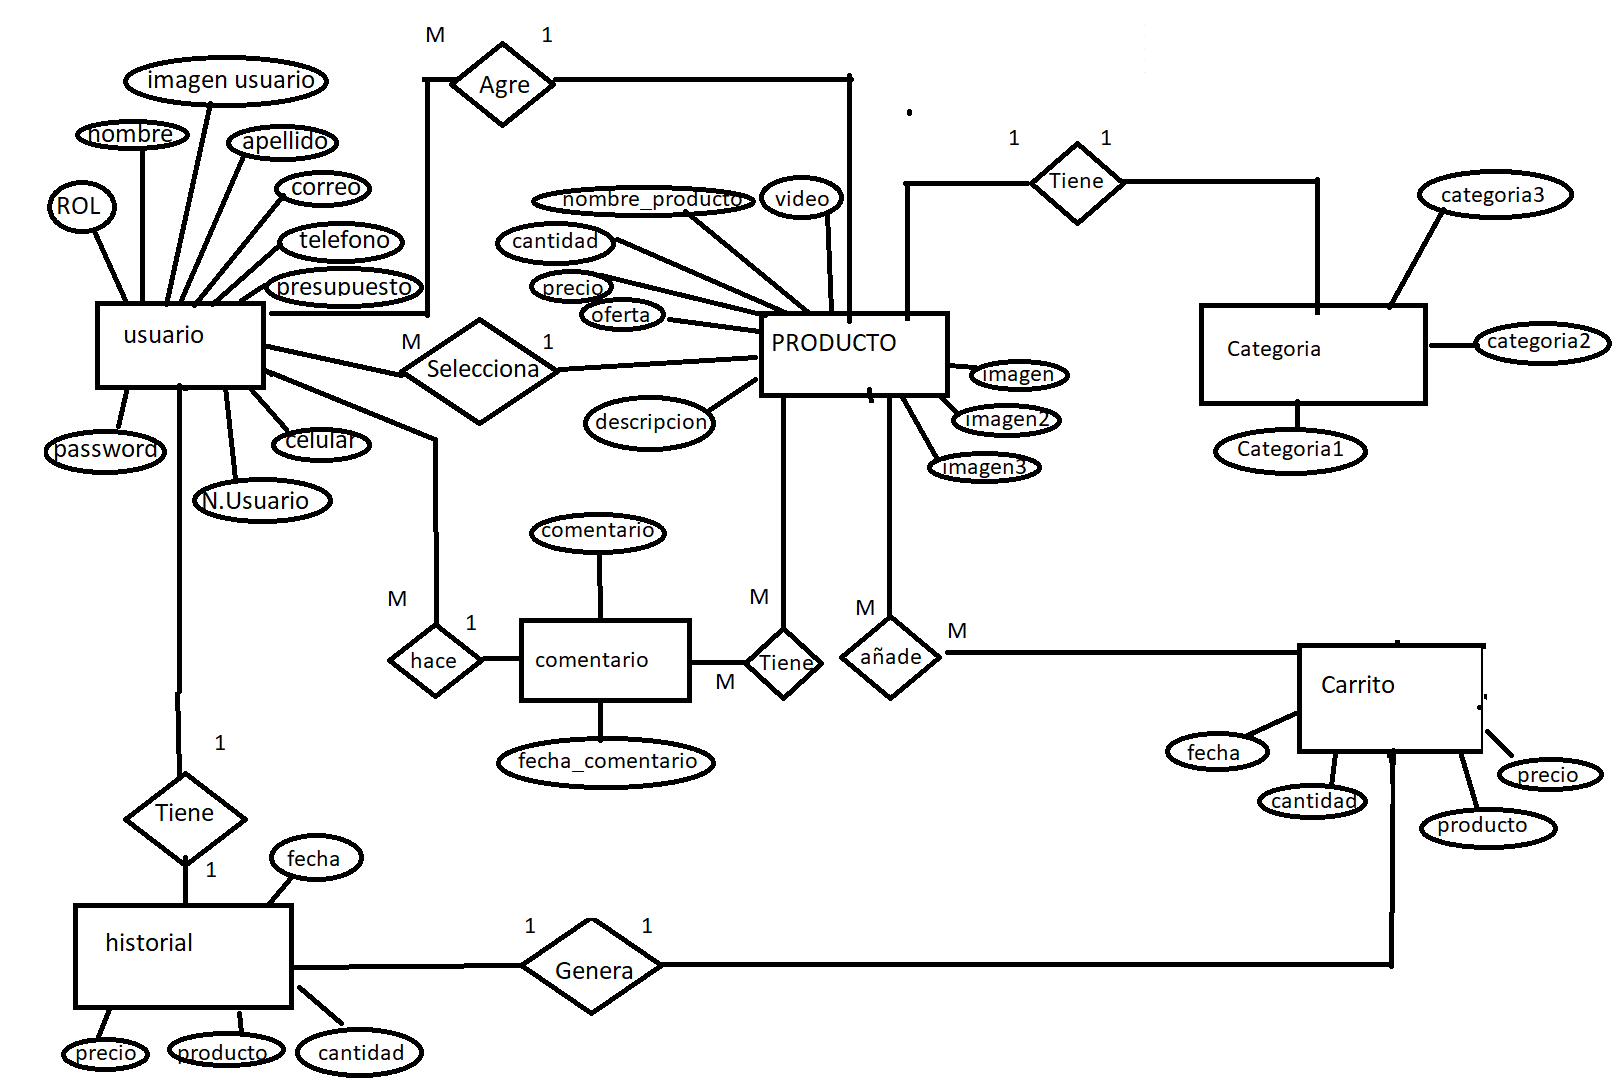 M
1
Agre
imagen usuario
nombre
apellido
1
1
Tiene
correo
categoria3
ROL
nombre_producto
video
telefono
cantidad
presupuesto
precio
oferta
usuario
M
Selecciona
1
PRODUCTO
Categoria
categoria2
imagen
descripcion
imagen2
password
celular
imagen3
Categoria1
N.Usuario
comentario
M
1
hace
comentario
M
M
Tiene
M
añade
M
Carrito
1
fecha_comentario
fecha
precio
cantidad
producto
Tiene
1
fecha
historial
1
1
Genera
precio
producto
cantidad